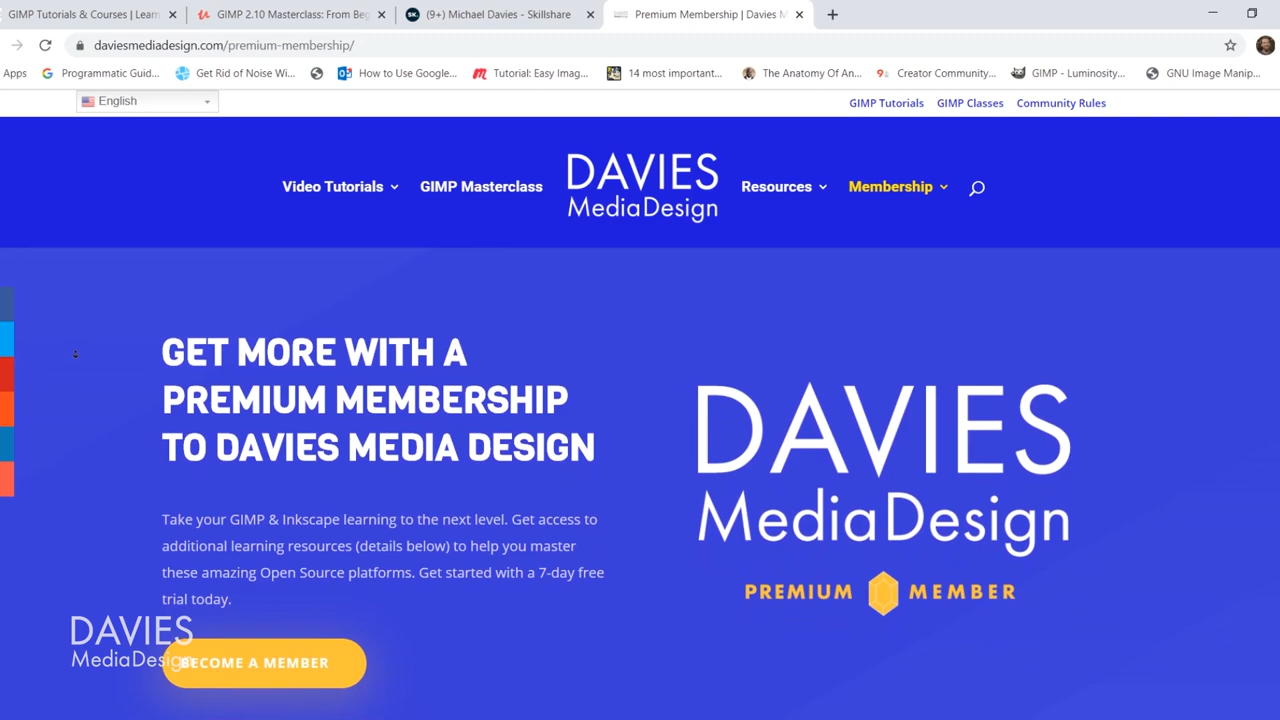 GIMP Tutorials & Courses | Learn
GIMP 2.10 Masterclass: From Beg
SK.
(9+) Michael Davies - Skillshare
Premium Membership | Davies M
daviesmediadesign.com/premium-membership/
Apps
Programmatic Guid...
Get Rid of Noise Wi...
How to Use Google...
Tutorial: Easy Imag...
14 most important...
The Anatomy Of An...
Creator Community...
GIMP - Luminosity...
GNU Image Manip...
English
GIMP Tutorials
GIMP Classes
Community Rules
Video Tutorials
GIMP Masterclass
DAVIES
MediaDesign
Resources
Membership
GET MORE WITH A
PREMIUM MEMBERSHIP
TO DAVIES MEDIA DESIGN
Take your GIMP & Inkscape learning to the next level. Get access to
additional learning resources (details below) to help you master
these amazing Open Source platforms. Get started with a 7-day free
trial today.
BECOME A MEMBER
DAVIES
MediaDesign
PREMIUM MEMBER
DAVIES
MediaDesign